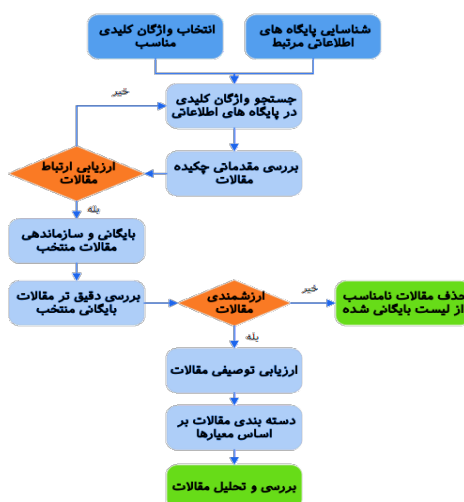 شناسایی پایگاه های
اطلاعاتی مرتبط
انتخاب واژگان کلیدی
مناسب
جستجو واژگان کلیدی
در پایگاه های اطلاعاتی
خیر
بررسی مقدماتی چکیده
مقالات
ارزیابی ارتباط
مقالات
بله
بایگانی و سازماندهی
مقالات منتخب
بررسی دقیق تر مقالات
بایگانی منتخب
ارزشمندی
مقالات
خیر
حذف مقالات نامناسب
از لیست بایگانی شده
بله
ارزیابی توصیفی مقالات
دسته بندی مقالات بر
اساس معیارها
بررسی و تحلیل مقالات